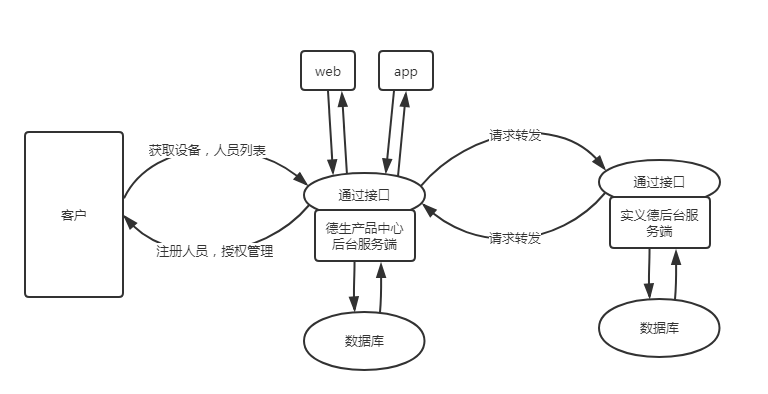 web
app
获取设备，人员列表
请求转发
客户
通过接口
通过接口
德生产品中心
后台服务端
实义德后台服
务端
注册人员，授权管理
请求转发
数据库
数据库